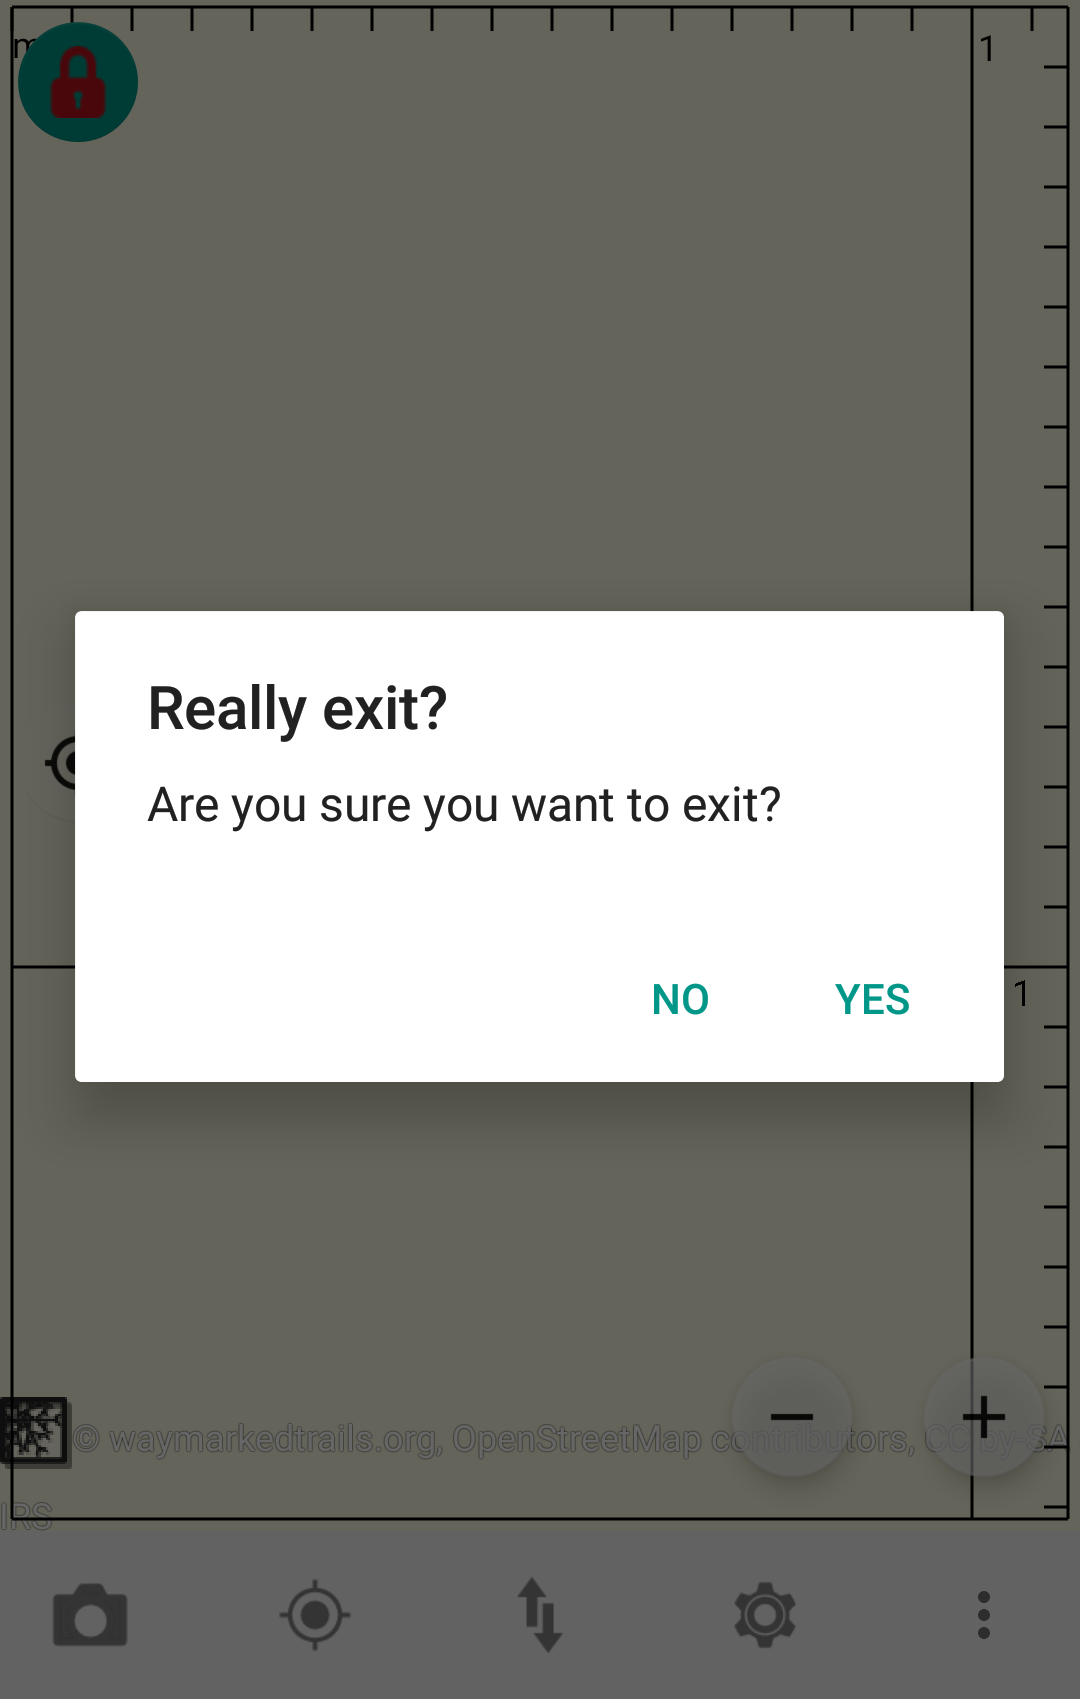 m
1
Really exit?
Are you sure you want to exit?
NO
YES
1
© waymarkedtrails.org, OpenStreetMap contributors, CC by-SA
IRS